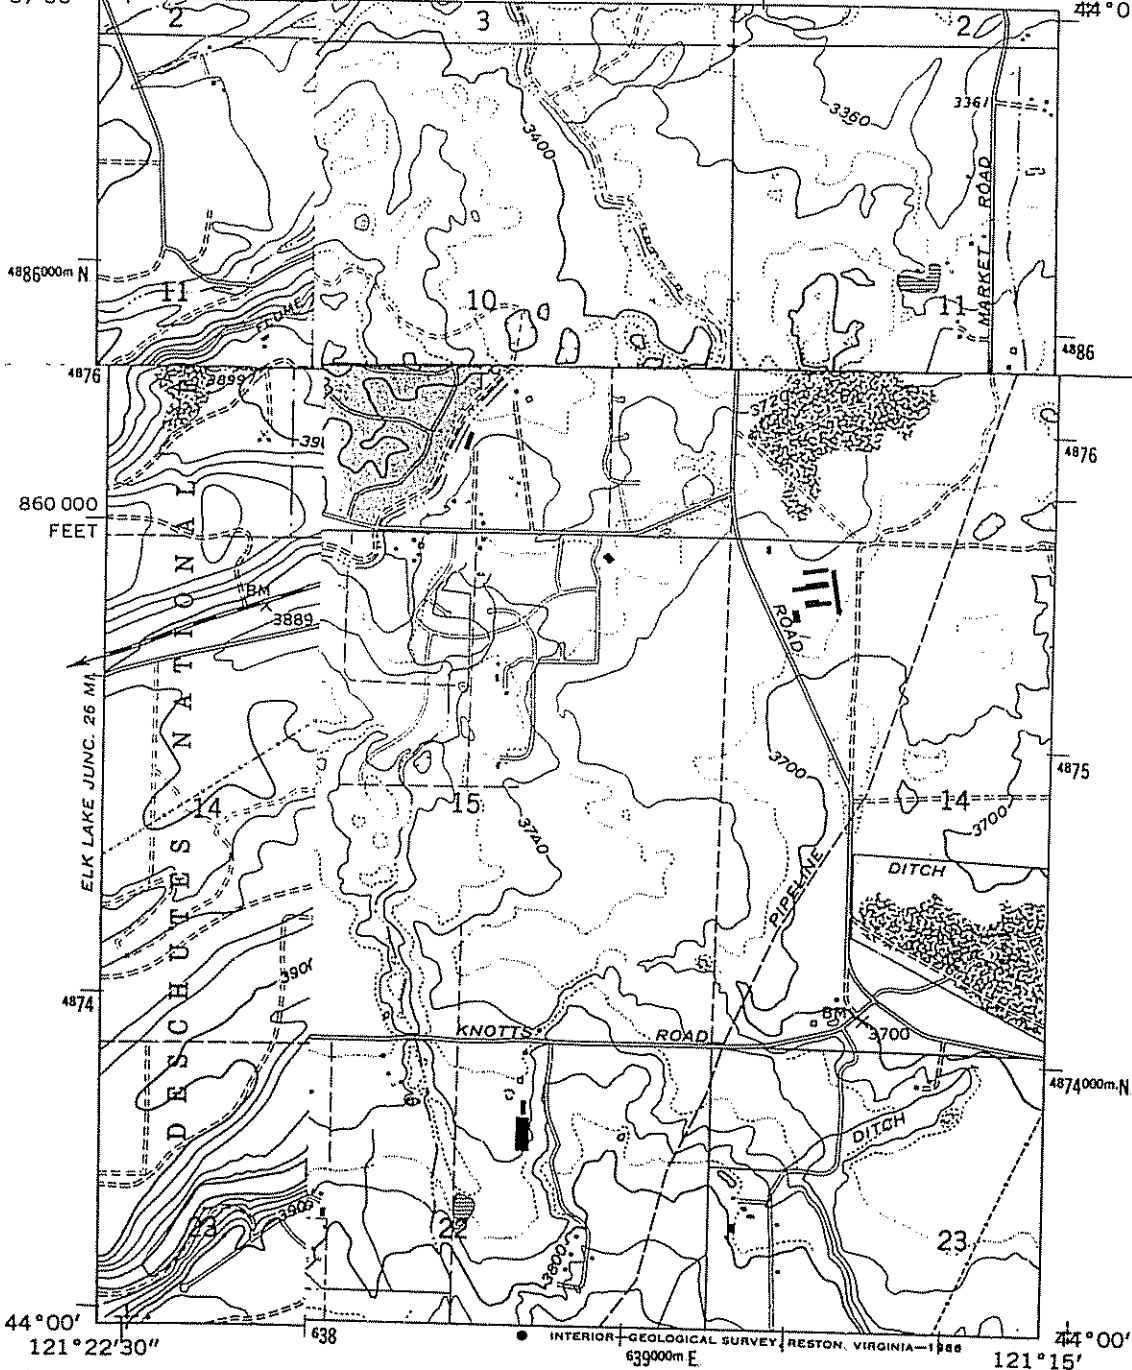 2
3
2
44°0
3361
3360
3400
MARKET ROAD
4886000m N
11
10
11
FLUME
4886
4876
3899
4876
860 000
FEET
BM
3889
ROAD
ELK LAKE JUNC. 26 MI.
DESCHUTES NATIONAL
3700
4875
14
15
14
3740
3700
DITCH
PIPELINE
4874
KNOTTS ROAD
BM
3700
4874000m N
DITCH
23
22
23
3905
3800
44°00'
121°22'30"
638
INTERIOR—GEOLOGICAL SURVEY, RESTON, VIRGINIA—1986
639000m E
44°00'
121°15'